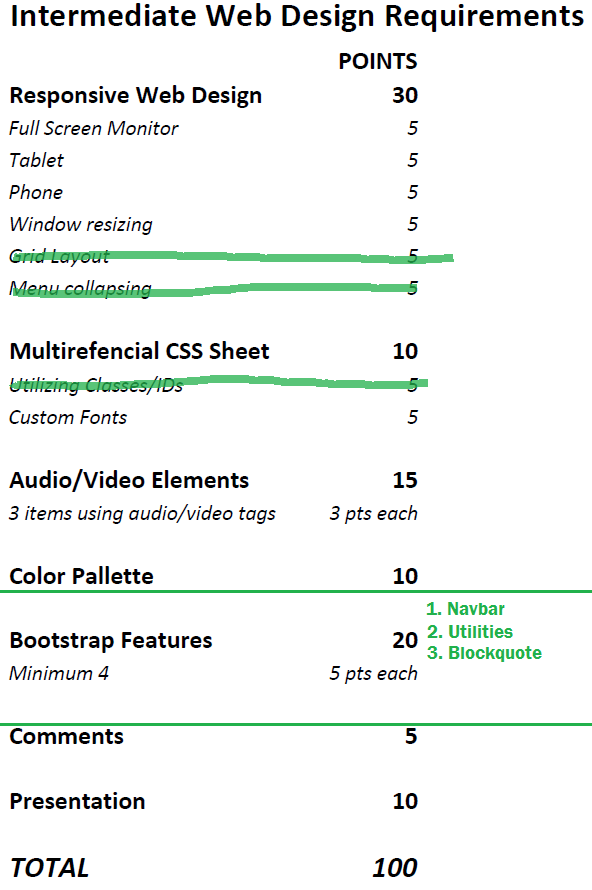 Intermediate Web Design Requirements
POINTS
Responsive Web Design 30
Full Screen Monitor 5
Tablet 5
Phone 5
Window resizing 5
Grid Layout 5
Menu collapsing 5
Multirefencial CSS Sheet 10
Utilizing Classes/IDs 5
Custom Fonts 5
Audio/Video Elements 15
3 items using audio/video tags 3 pts each
Color Pallette 10
1. Navbar
Bootstrap Features 20 2. Utilities
3. Blockquote
Minimum 4 5 pts each
Comments 5
Presentation 10
TOTAL 100